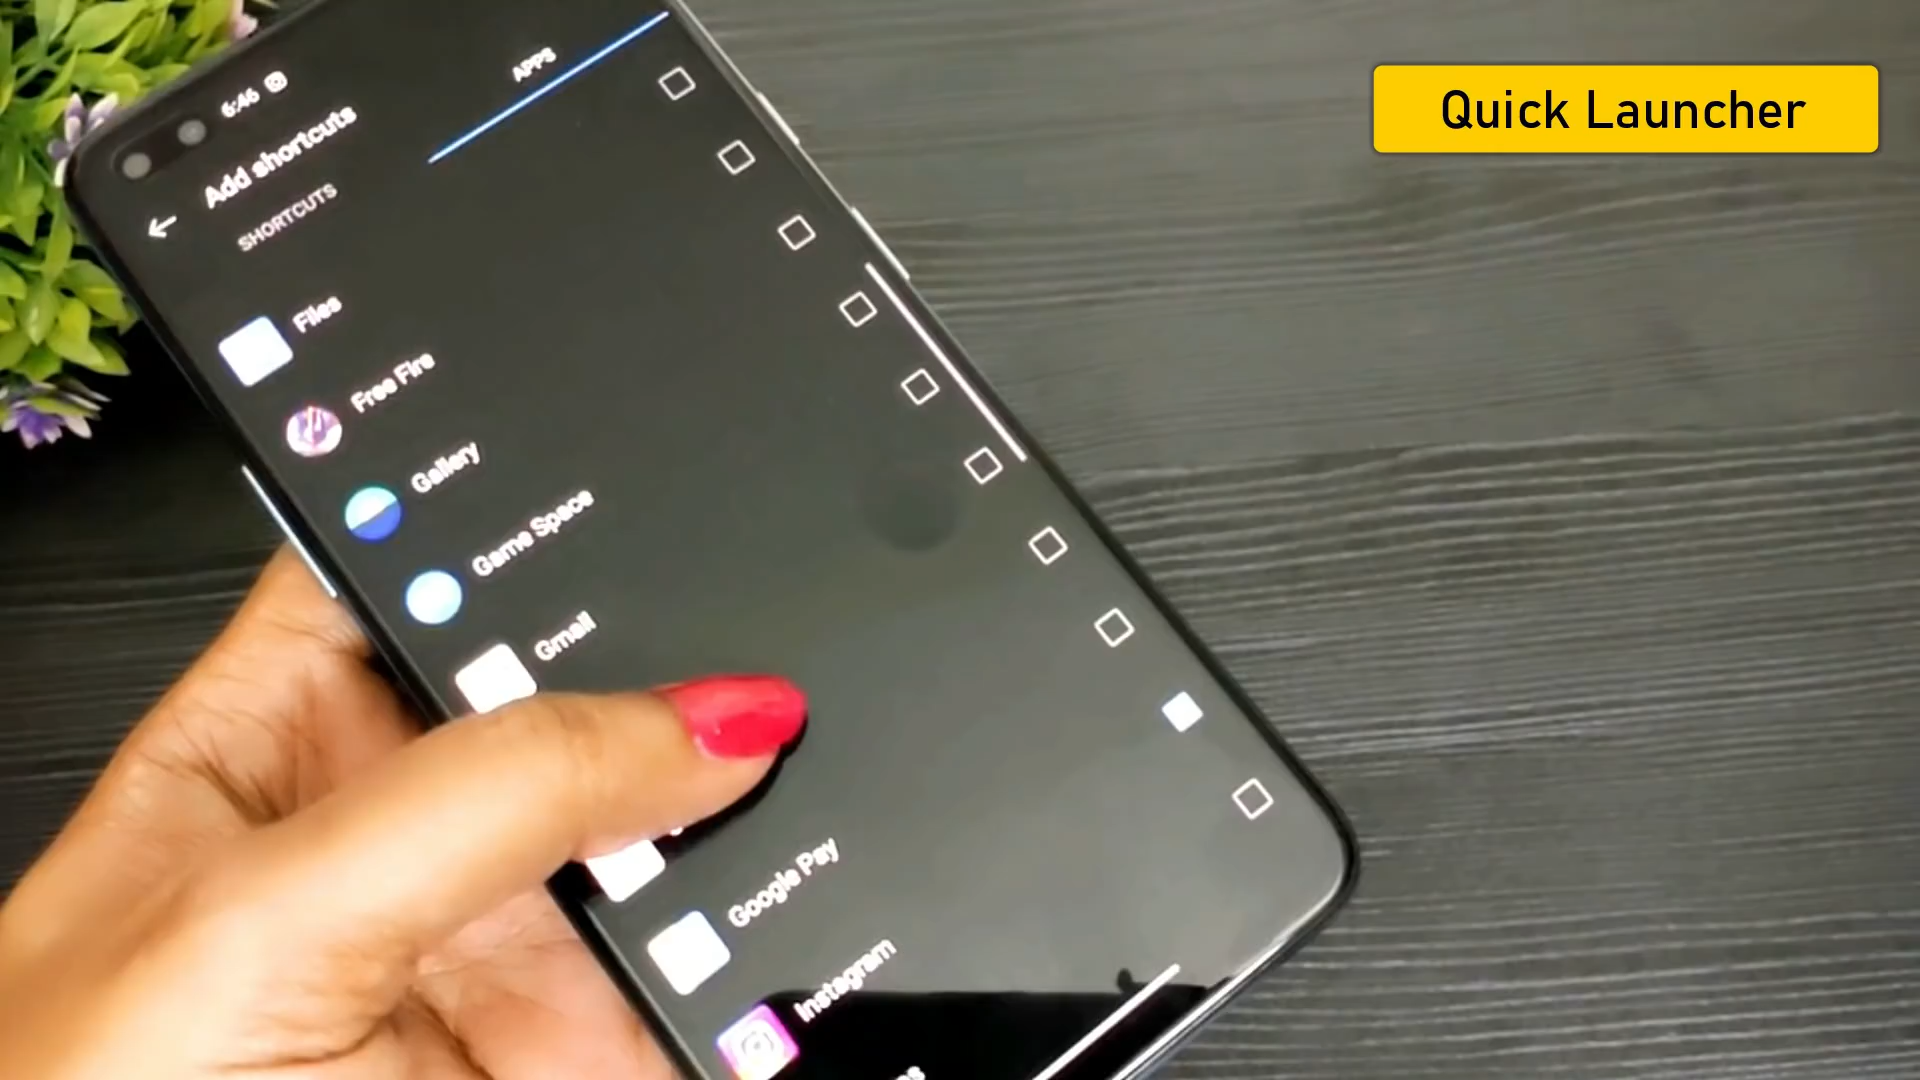 Quick Launcher
6:46
Add shortcuts
SHORTCUTS
APPS
Files
Free Fire
Gallery
Game Space
Gmail
Google Pay
Instagram